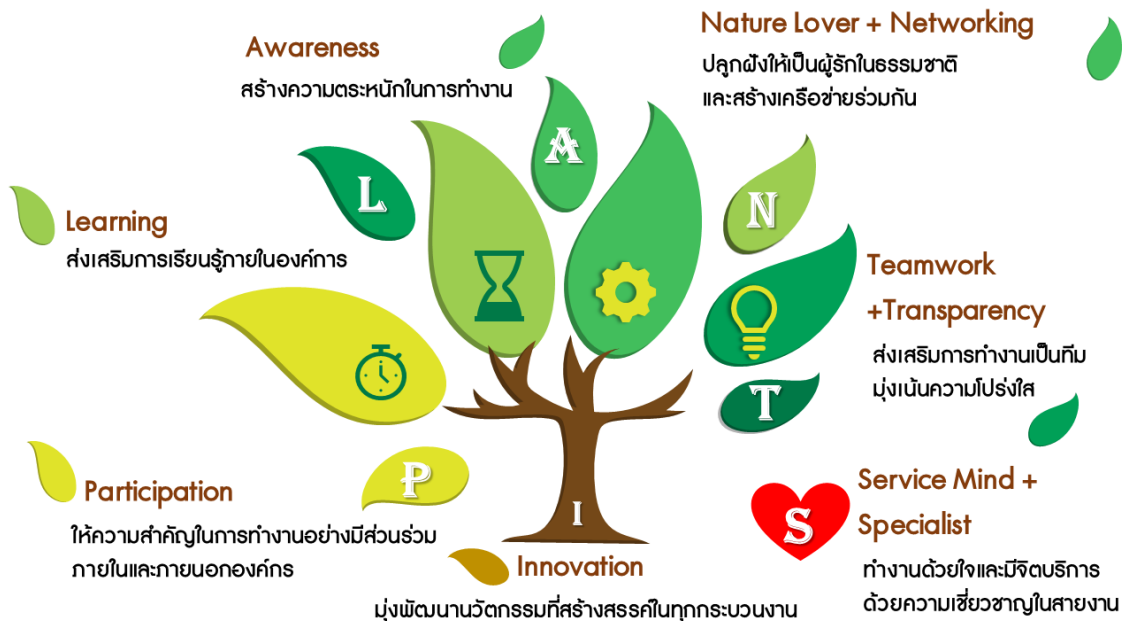 Awareness
สร้างความตระหนักในการทำงาน
Nature Lover + Networking
ปลูกฝังให้เป็นผู้รักในธรรมชาติ
และสร้างเครือข่ายร่วมกัน
A
L
N
Learning
ส่งเสริมการเรียนรู้ภายในองค์การ
Teamwork
+Transparency
ส่งเสริมการทำงานเป็นทีม
มุ่งเน้นความโปร่งใส
T
P
Participation
ให้ความสำคัญในการทำงานอย่างมีส่วนร่วม
ภายในและภายนอกองค์กร
I
Innovation
มุ่งพัฒนานวัตกรรมที่สร้างสรรค์ในทุกกระบวนงาน
S
Service Mind +
Specialist
ทำงานด้วยใจและมีจิตบริการ
ด้วยความเชี่ยวชาญในสายงาน